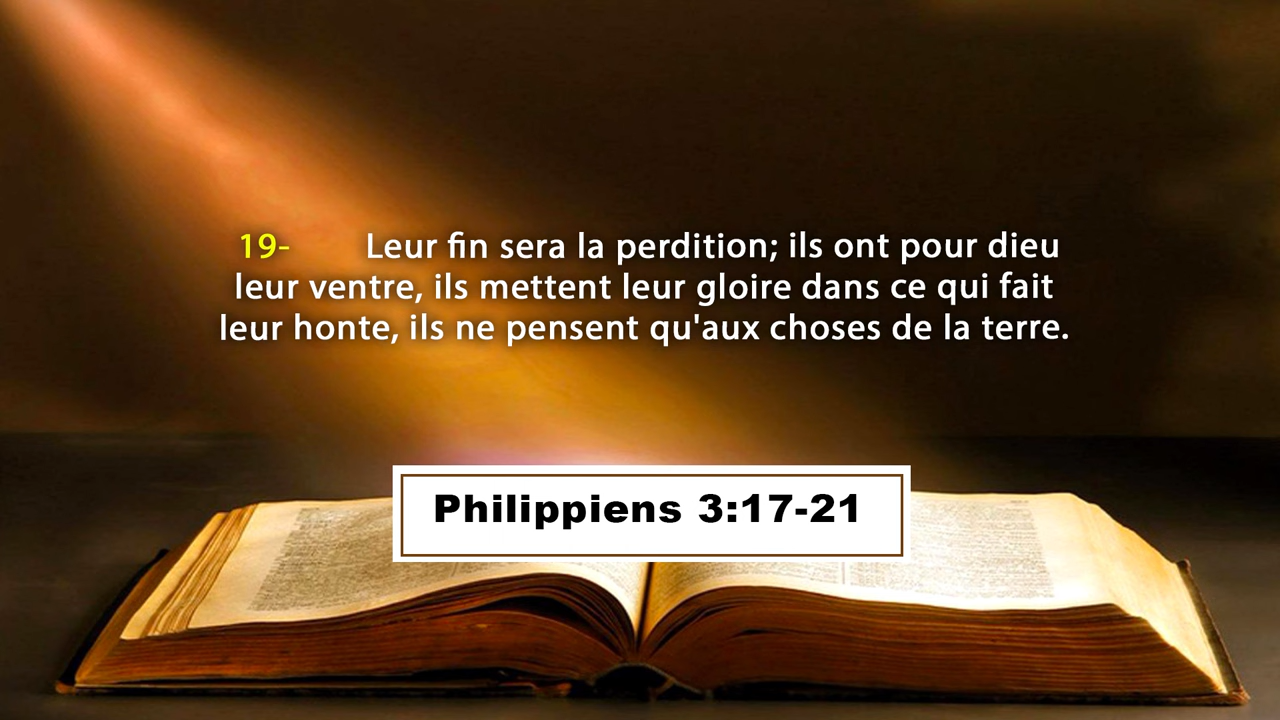 19- Leur fin sera la perdition; ils ont pour dieu
leur ventre, ils mettent leur gloire dans ce qui fait
leur honte, ils ne pensent qu'aux choses de la terre.
Philippiens 3:17-21